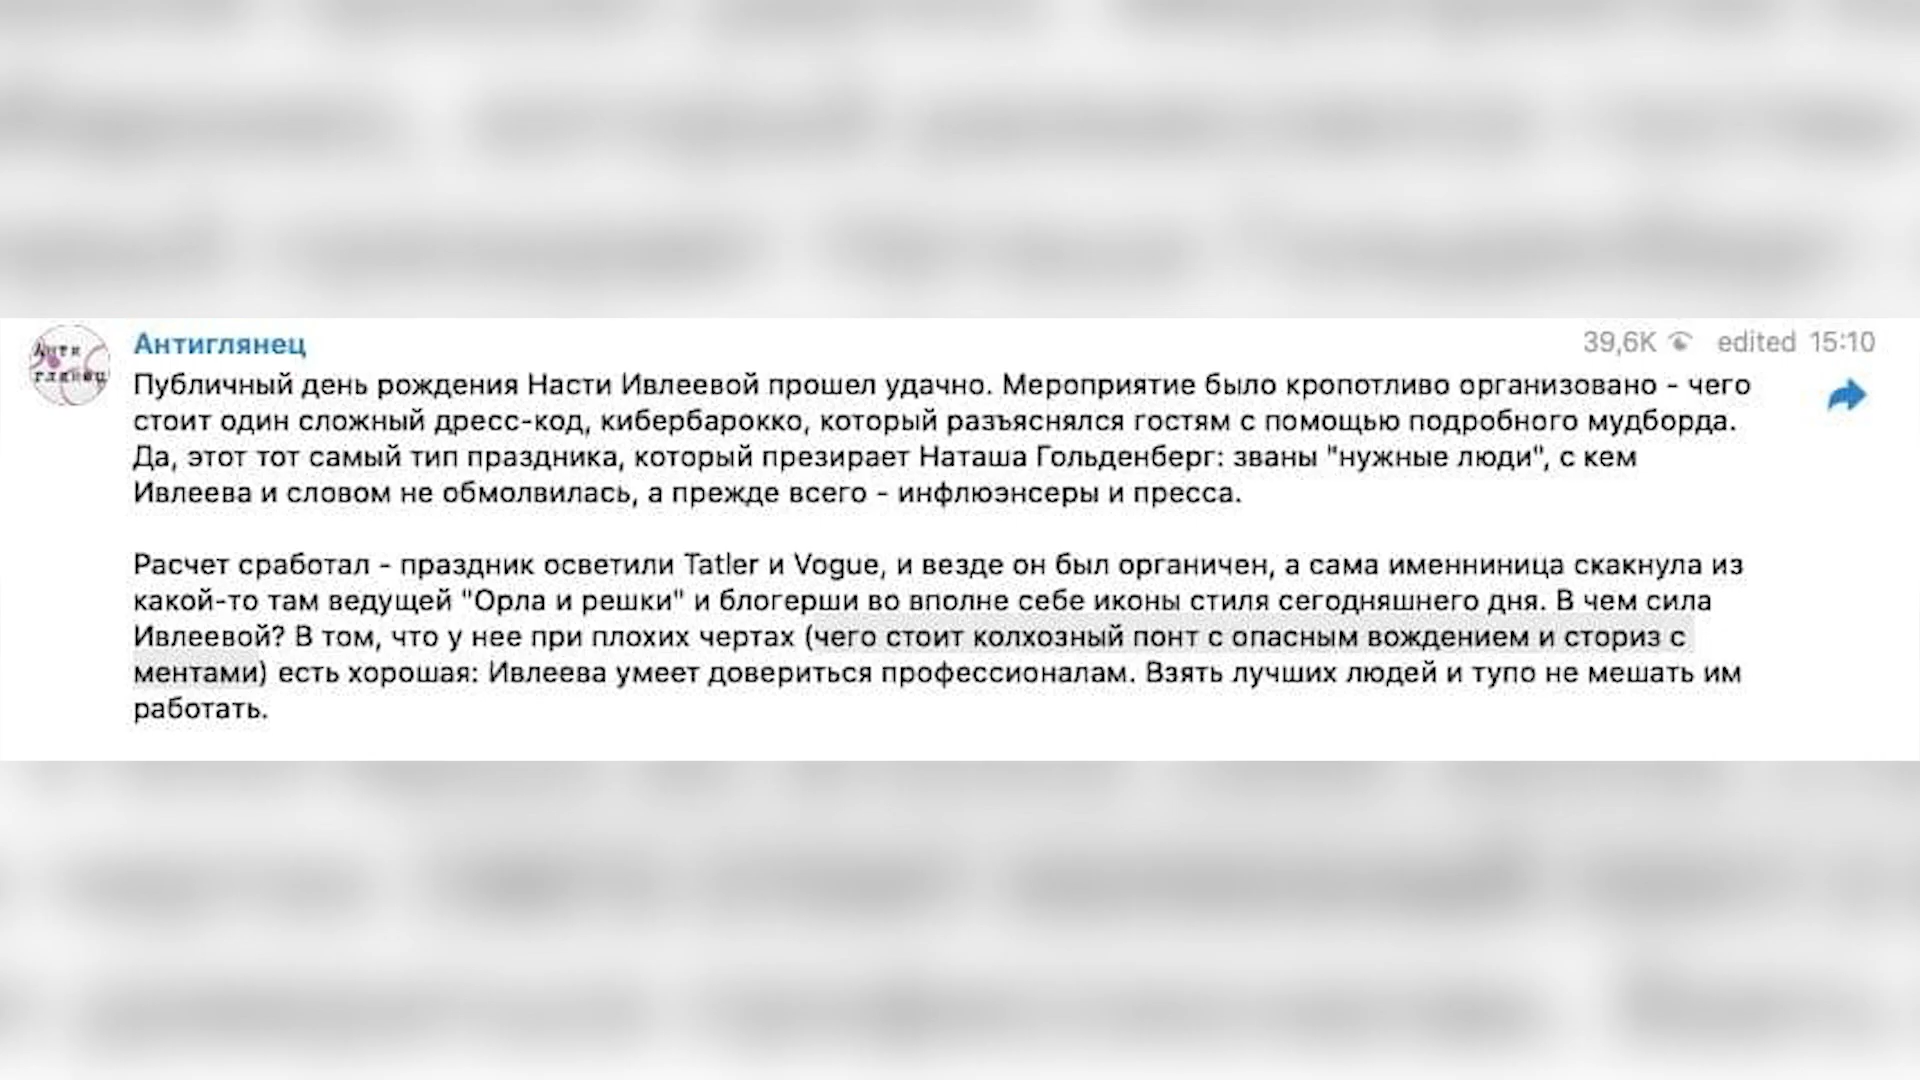 Анти
глянец
Антиглянец
39,6K edited 15:10
Публичный день рождения Насти Ивлеевой прошел удачно. Мероприятие было кропотливо организовано - чего
стоит один сложный дресс-код, кибербарокко, который разъяснялся гостям с помощью подробного мудборда.
Да, этот тот самый тип праздника, который презирает Наташа Гольденберг: званы "нужные люди", с кем
Ивлеева и словом не обмолвилась, а прежде всего - инфлюэнсеры и пресса.
Расчет сработал - праздник осветили Tatler и Vogue, и везде он был органичен, а сама именниница скакнула из
какой-то там ведущей "Орла и решки" и блогерши во вполне себе иконы стиля сегодняшнего дня. В чем сила
Ивлеевой? В том, что у нее при плохих чертах (чего стоит колхозный понт с опасным вождением и сториз с
ментами) есть хорошая: Ивлеева умеет довериться профессионалам. Взять лучших людей и тупо не мешать им
работать.